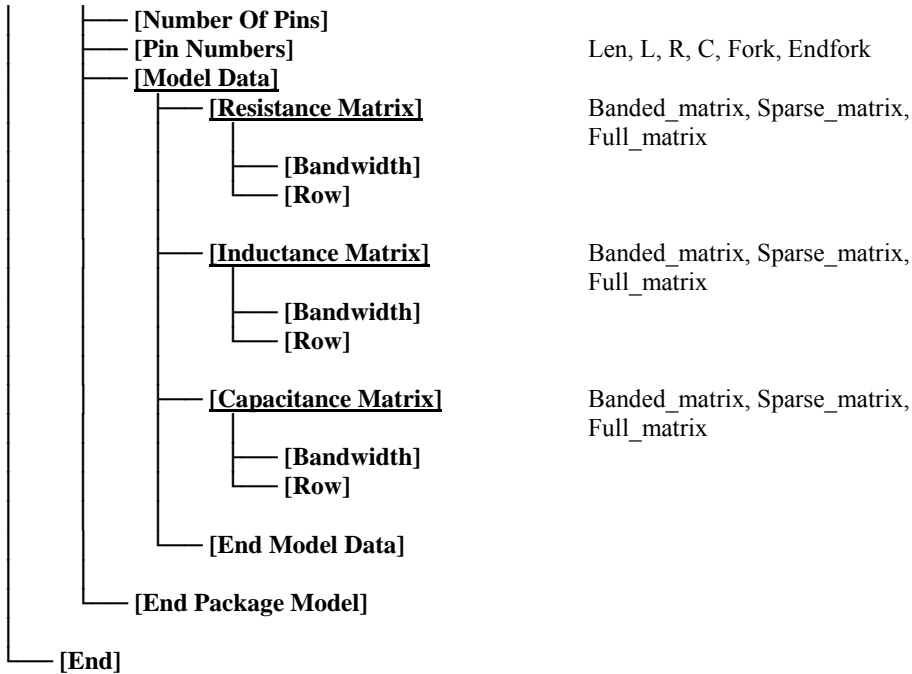 [Number Of Pins]
[Pin Numbers] Len, L, R, C, Fork, Endfork
[Model Data]
[Resistance Matrix] Banded_matrix, Sparse_matrix,
Full_matrix
[Bandwidth]
[Row]
[Inductance Matrix] Banded_matrix, Sparse_matrix,
Full_matrix
[Bandwidth]
[Row]
[Capacitance Matrix] Banded_matrix, Sparse_matrix,
Full_matrix
[Bandwidth]
[Row]
[End Model Data]
[End Package Model]
[End]